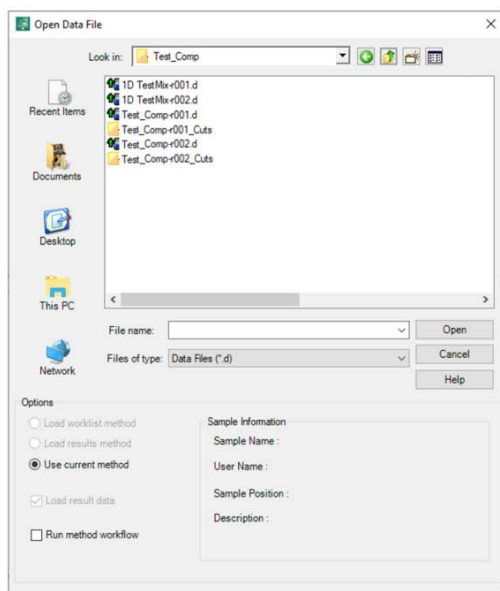 Open Data File
Look in: Test_Comp
Recent Items
Documents
Desktop
This PC
Network
1D TestMix-r001.d
1D TestMix-r002.d
Test_Comp-r001.d
Test_Comp-r001_Cuts
Test_Comp-r002.d
Test_Comp-r002_Cuts
File name:
Open
Files of type: Data Files (*.d)
Cancel
Help
Options
Load worklist method
Load results method
Use current method
Load result data
Run method workflow
Sample Information
Sample Name :
User Name :
Sample Position :
Description :